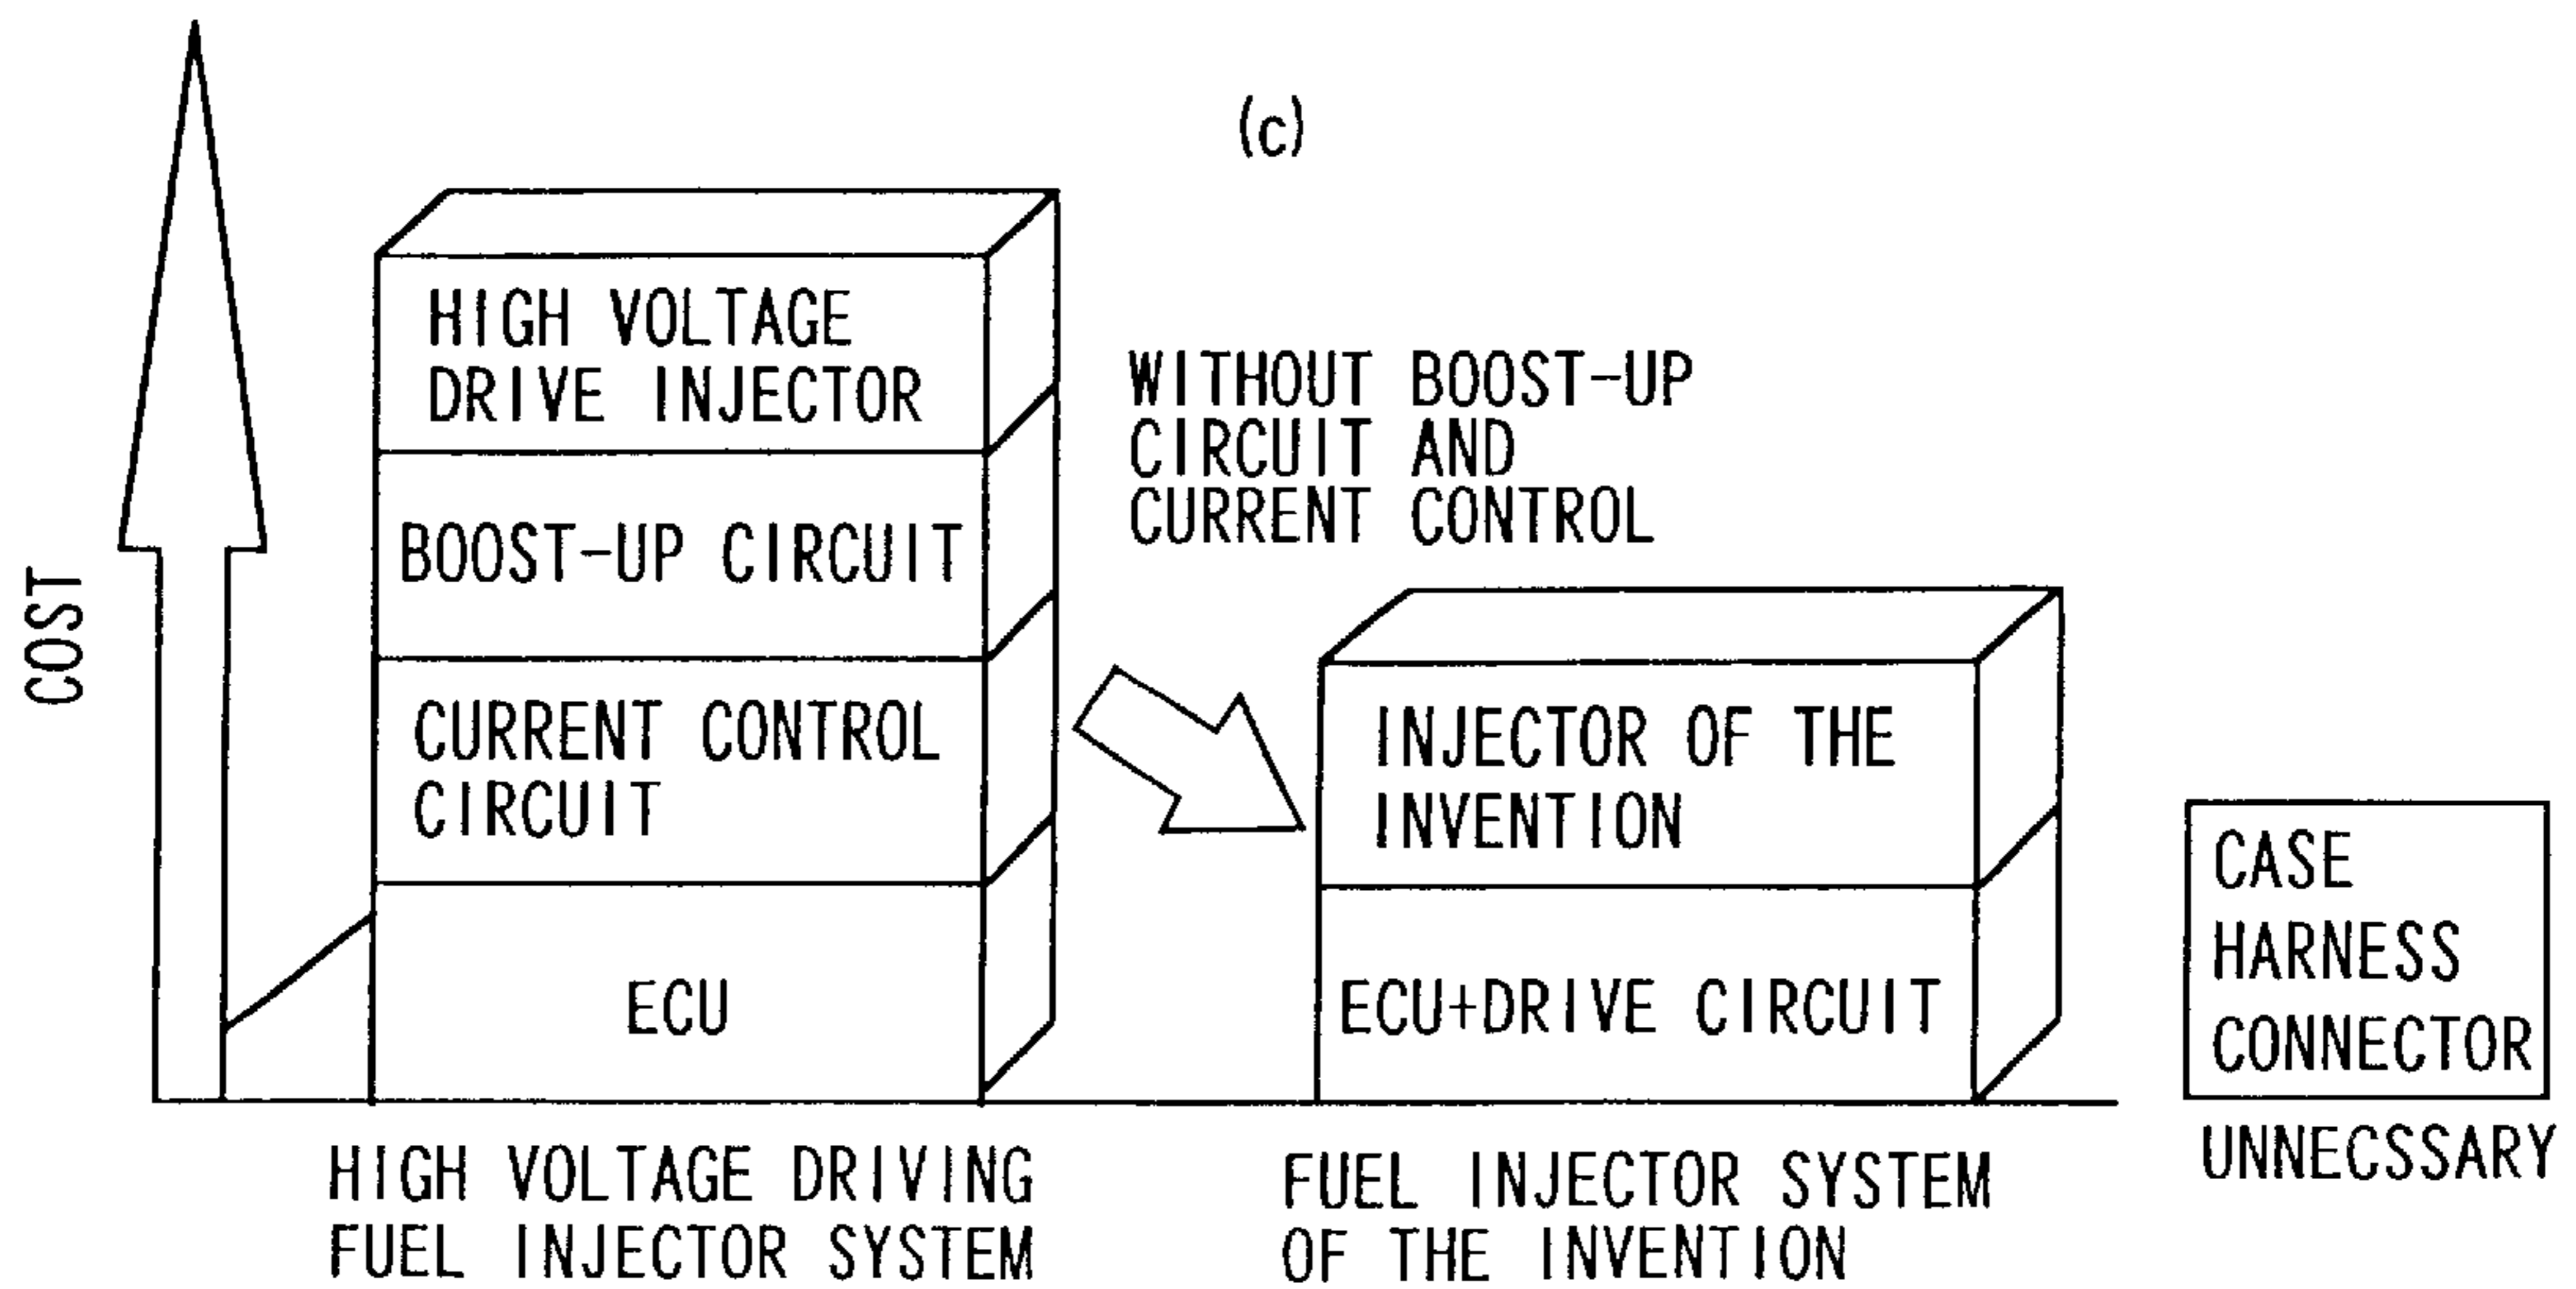 (c)
COST
HIGH VOLTAGE
DRIVE INJECTOR
BOOST-UP CIRCUIT
CURRENT CONTROL
CIRCUIT
ECU
WITHOUT BOOST-UP
CIRCUIT AND
CURRENT CONTROL
INJECTOR OF THE
INVENTION
ECU+DRIVE CIRCUIT
CASE
HARNESS
CONNECTOR
UNNECSSARY
HIGH VOLTAGE DRIVING
FUEL INJECTOR SYSTEM
FUEL INJECTOR SYSTEM
OF THE INVENTION